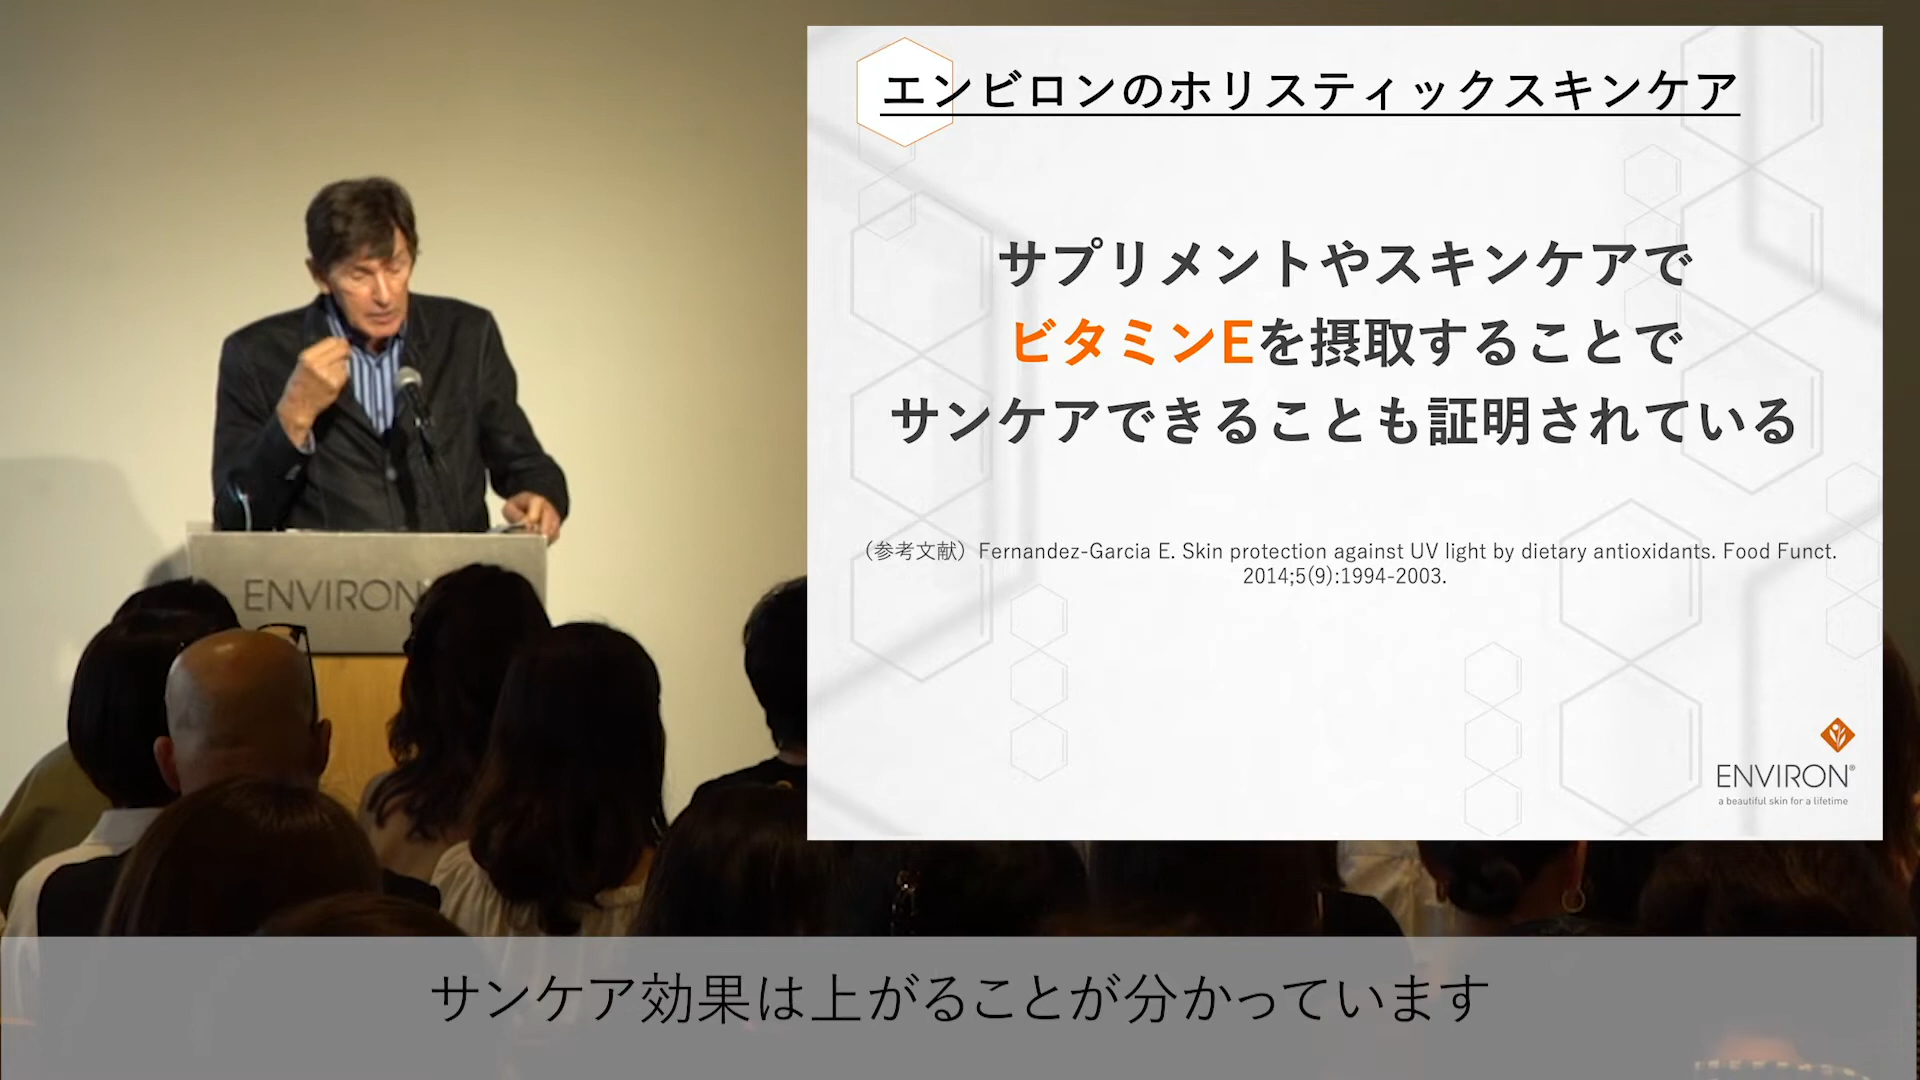 エンビロンのホリスティックスキンケア
サプリメントやスキンケアで
ビタミンEを摂取することで
サンケアできることも証明されている
（参考文献）Fernandez-Garcia E. Skin protection against UV light by dietary antioxidants. Food Funct.
2014;5(9):1994-2003.
ENVIRON®
a beautiful skin for a lifetime
ENVIRON
サンケア効果は上がることが分かっています